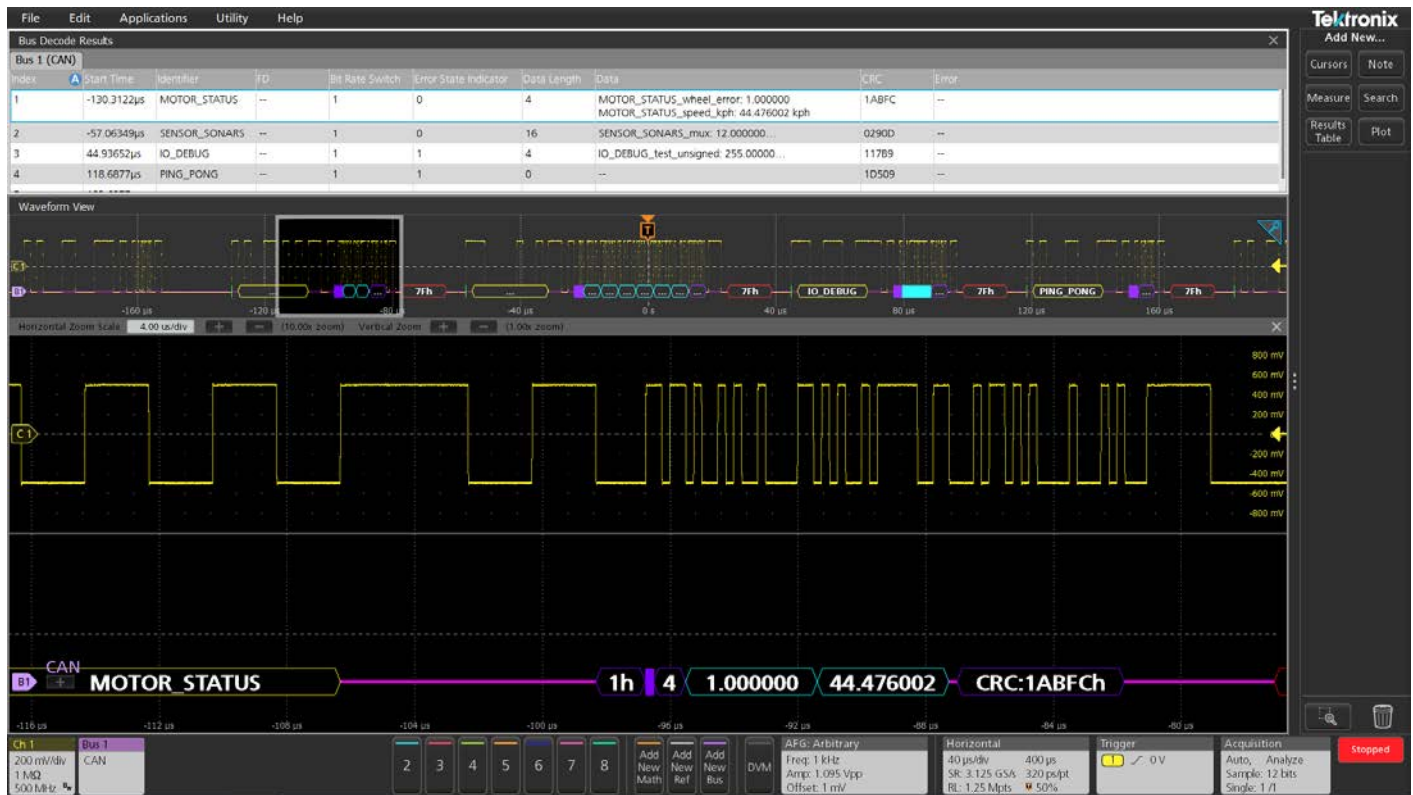 File Edit Applications Utility Help
Tektronix
Add New...
Bus Decode Results
Bus 1 (CAN)
Index Start Time Identifier FD Bit Rate Switch Error State Indicator Data Length Data CRC Error
1 -130.3122µs MOTOR_STATUS -- 1 0 4 MOTOR_STATUS_wheel_error: 1.000000 1ABFC --
MOTOR_STATUS_speed_kph: 44.476002 kph
2 -57.06349µs SENSOR_SONARS -- 1 0 16 SENSOR_SONARS_mux: 12.000000... 0290D --
3 44.93652µs IO_DEBUG -- 1 1 4 IO_DEBUG_test_unsigned: 255.00000... 117B9 --
4 118.6877µs PING_PONG -- 1 1 0 -- 1D509 --
Cursors Note
Measure Search
Results Table Plot
Waveform View
T
C1
B1 ... ... ... 7Fh ... ... ... ... ... ... ... ... 7Fh IO_DEBUG ... 7Fh PING_PONG ... 7Fh
-160 µs -120 µs -80 µs -40 µs 0 s 40 µs 80 µs 120 µs 160 µs
Horizontal Zoom Scale 4.00 us/div + - (10.00x zoom) Vertical Zoom + - (1.00x zoom)
800 mV
600 mV
400 mV
200 mV
C1
-200 mV
-400 mV
-600 mV
-800 mV
CAN
B1 + MOTOR_STATUS 1h 4 1.000000 44.476002 CRC:1ABFCh
-116 µs -112 µs -108 µs -104 µs -100 µs -96 µs -92 µs -88 µs -84 µs -80 µs
Ch 1
200 mV/div
1 MΩ
500 MHz
Bus 1
CAN
2 3 4 5 6 7 8
Add New Math
Add New Ref
Add New Bus
DVM
AFG: Arbitrary
Freq: 1 kHz
Amp: 1.095 Vpp
Offset: 1 mV
Horizontal
40 µs/div 400 µs
SR: 3.125 GS/s 320 ps/pt
RL: 1.25 Mpts 50%
Trigger
1 0 V
Acquisition
Auto, Analyze
Sample: 12 bits
Single: 1 /1
Stopped